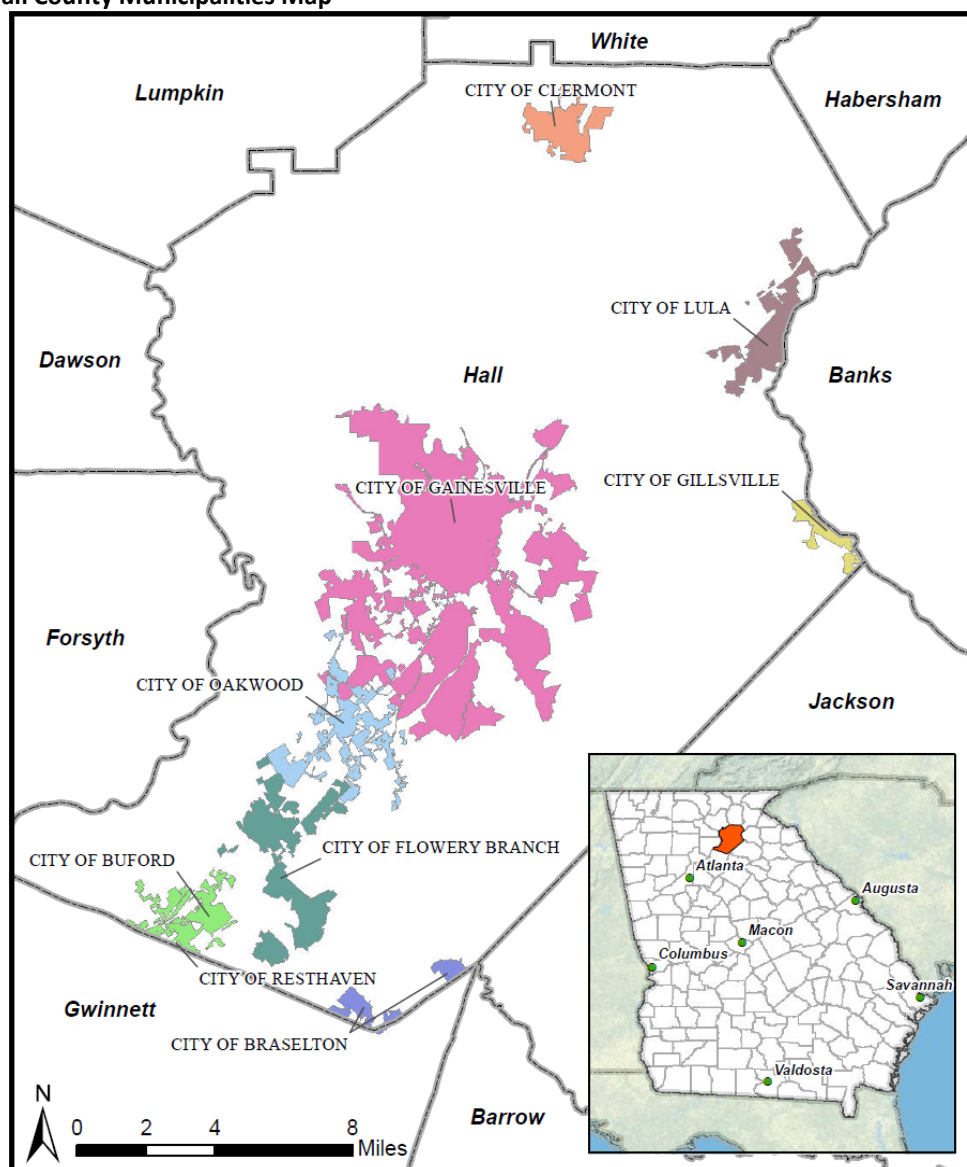 all County Municipalities Map
White
Lumpkin
CITY OF CLERMONT
Habersham
CITY OF LULA
Dawson
Hall
Banks
CITY OF GAINESVILLE
CITY OF GILLSVILLE
Forsyth
CITY OF OAKWOOD
Jackson
CITY OF FLOWERY BRANCH
CITY OF BUFORD
CITY OF RESTHAVEN
Gwinnett
CITY OF BRASELTON
Barrow
Atlanta
Augusta
Macon
Columbus
Savannah
Valdosta
N
0 2 4 8
Miles